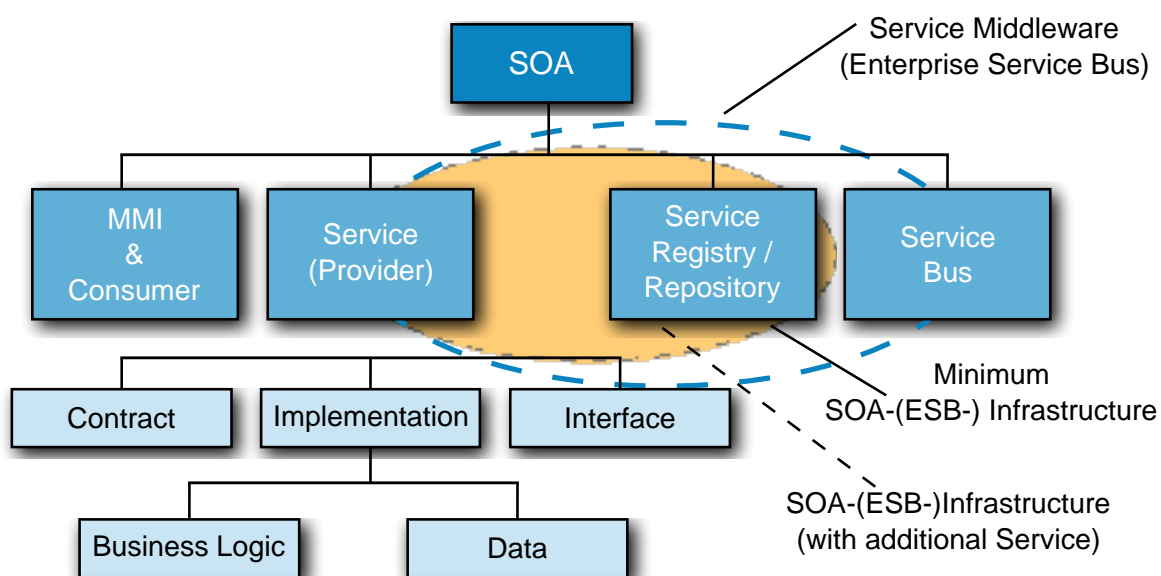 Service Middleware
(Enterprise Service Bus)
SOA
MMI
&
Consumer
Service
(Provider)
Service
Registry /
Repository
Service
Bus
Minimum
SOA-(ESB-) Infrastructure
Contract
Implementation
Interface
SOA-(ESB-)Infrastructure
(with additional Service)
Business Logic
Data